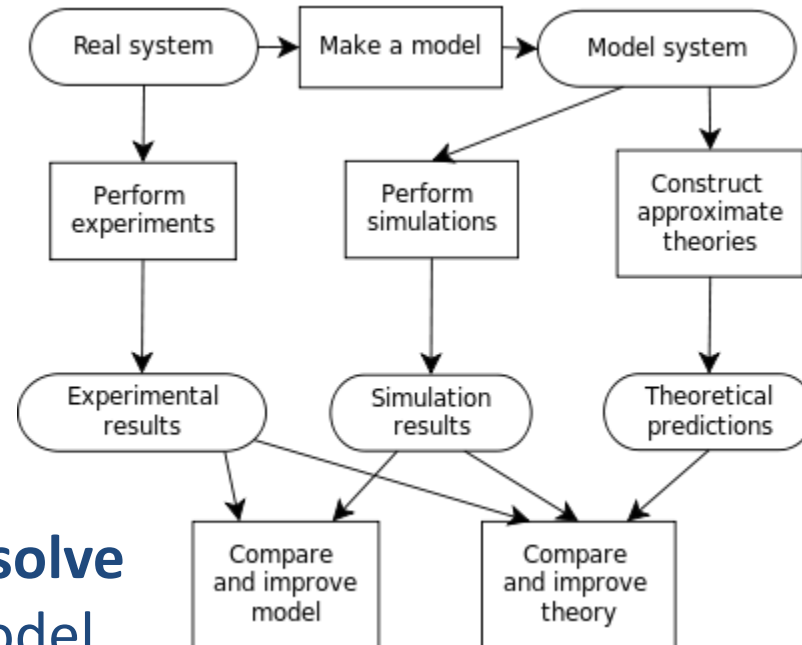 Real system
Make a model
Model system
Perform
experiments
Perform
simulations
Construct
approximate
theories
Experimental
results
Simulation
results
Theoretical
predictions
solve
odel
Compare
and improve
model
Compare
and improve
theory